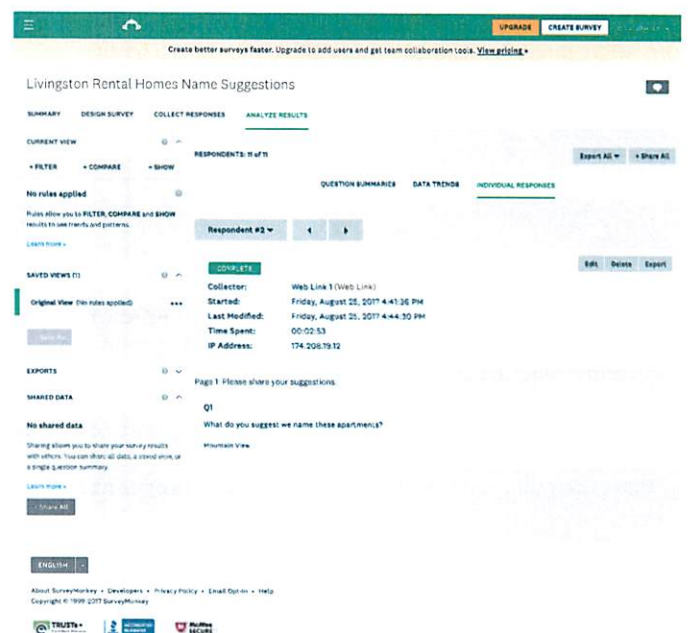 UPGRADE CREATE SURVEY
Create better surveys faster. Upgrade to add users and get team collaboration tools. View pricing »
Livingston Rental Homes Name Suggestions
SUMMARY DESIGN SURVEY COLLECT RESPONSES ANALYZE RESULTS
CURRENT VIEW
+ FILTER + COMPARE + SHOW
No rules applied
Rules allow you to FILTER, COMPARE and SHOW
results to see trends and patterns.
Learn more »
SAVED VIEWS (1)
Original View (No rules applied) •••
EXPORTS
SHARED DATA
No shared data
Sharing allows you to share your survey results
with others. You can share all data, a saved view, or
a single question summary.
Learn more »
+ Share All
RESPONDENTS: 11 of 11
Export All + Share All
QUESTION SUMMARIES DATA TRENDS INDIVIDUAL RESPONSES
Respondent #2
COMPLETE
Edit Delete Export
Collector: Web Link 1 (Web Link)
Started: Friday, August 25, 2017 4:41:36 PM
Last Modified: Friday, August 25, 2017 4:44:30 PM
Time Spent: 00:02:53
IP Address: 174.208.19.12
Page 1: Please share your suggestions.
Q1
What do you suggest we name these apartments?
Mountain View
ENGLISH
About SurveyMonkey • Developers • Privacy Policy • Email Opt-In • Help
Copyright © 1999-2017 SurveyMonkey
TRUSTe
McAfee
SECURE